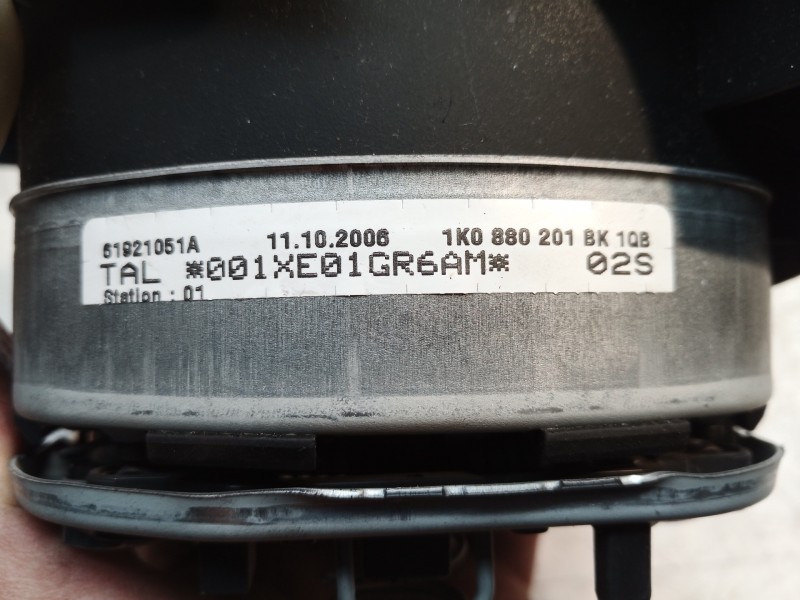 61921051A 11.10.2006 1K0 880 201 BK 1QB
TAL *001XE01GR6AM* 02S
Station : 01